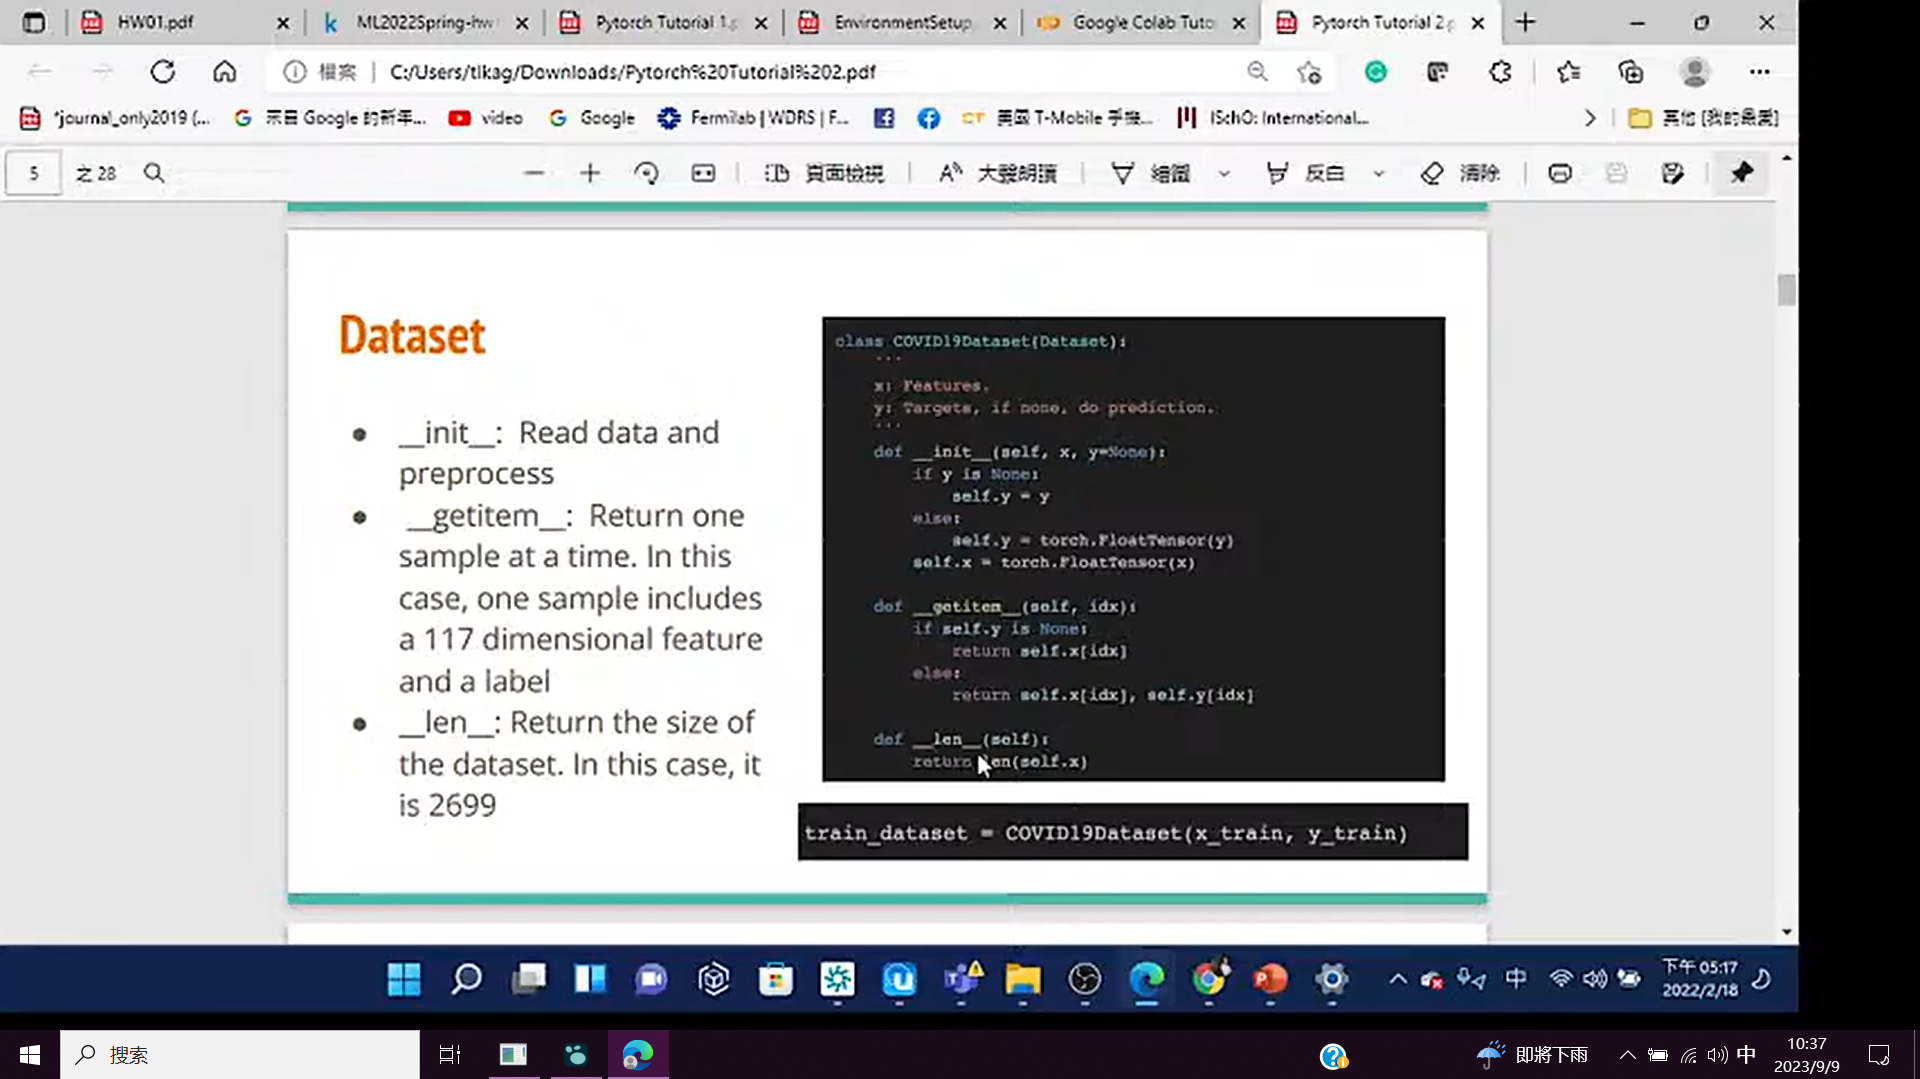 HW01.pdf
ML2022Spring-hw
Pytorch Tutorial 1.p
EnvironmentSetup.
Google Colab Tuto
Pytorch Tutorial 2.p
檔案
C:/Users/tlkag/Downloads/Pytorch%20Tutorial%202.pdf
*journal_only2019 (...
來自 Google 的新年...
video
Google
Fermilab | WDRS | F...
美國 T-Mobile 手機...
ISchO: International...
其他 [我的最愛]
5
之 28
頁面檢視
大聲朗讀
繪圖
反白
清除
Dataset
● __init__: Read data and
preprocess
● __getitem__: Return one
sample at a time. In this
case, one sample includes
a 117 dimensional feature
and a label
● __len__: Return the size of
the dataset. In this case, it
is 2699
class COVID19Dataset(Dataset):
'''
x: Features.
y: Targets, if none, do prediction.
'''
def __init__(self, x, y=None):
if y is None:
self.y = y
else:
self.y = torch.FloatTensor(y)
self.x = torch.FloatTensor(x)
def __getitem__(self, idx):
if self.y is None:
return self.x[idx]
else:
return self.x[idx], self.y[idx]
def __len__(self):
return len(self.x)
train_dataset = COVID19Dataset(x_train, y_train)
中
下午 05:17
2022/2/18
搜索
即將下雨
中
10:37
2023/9/9